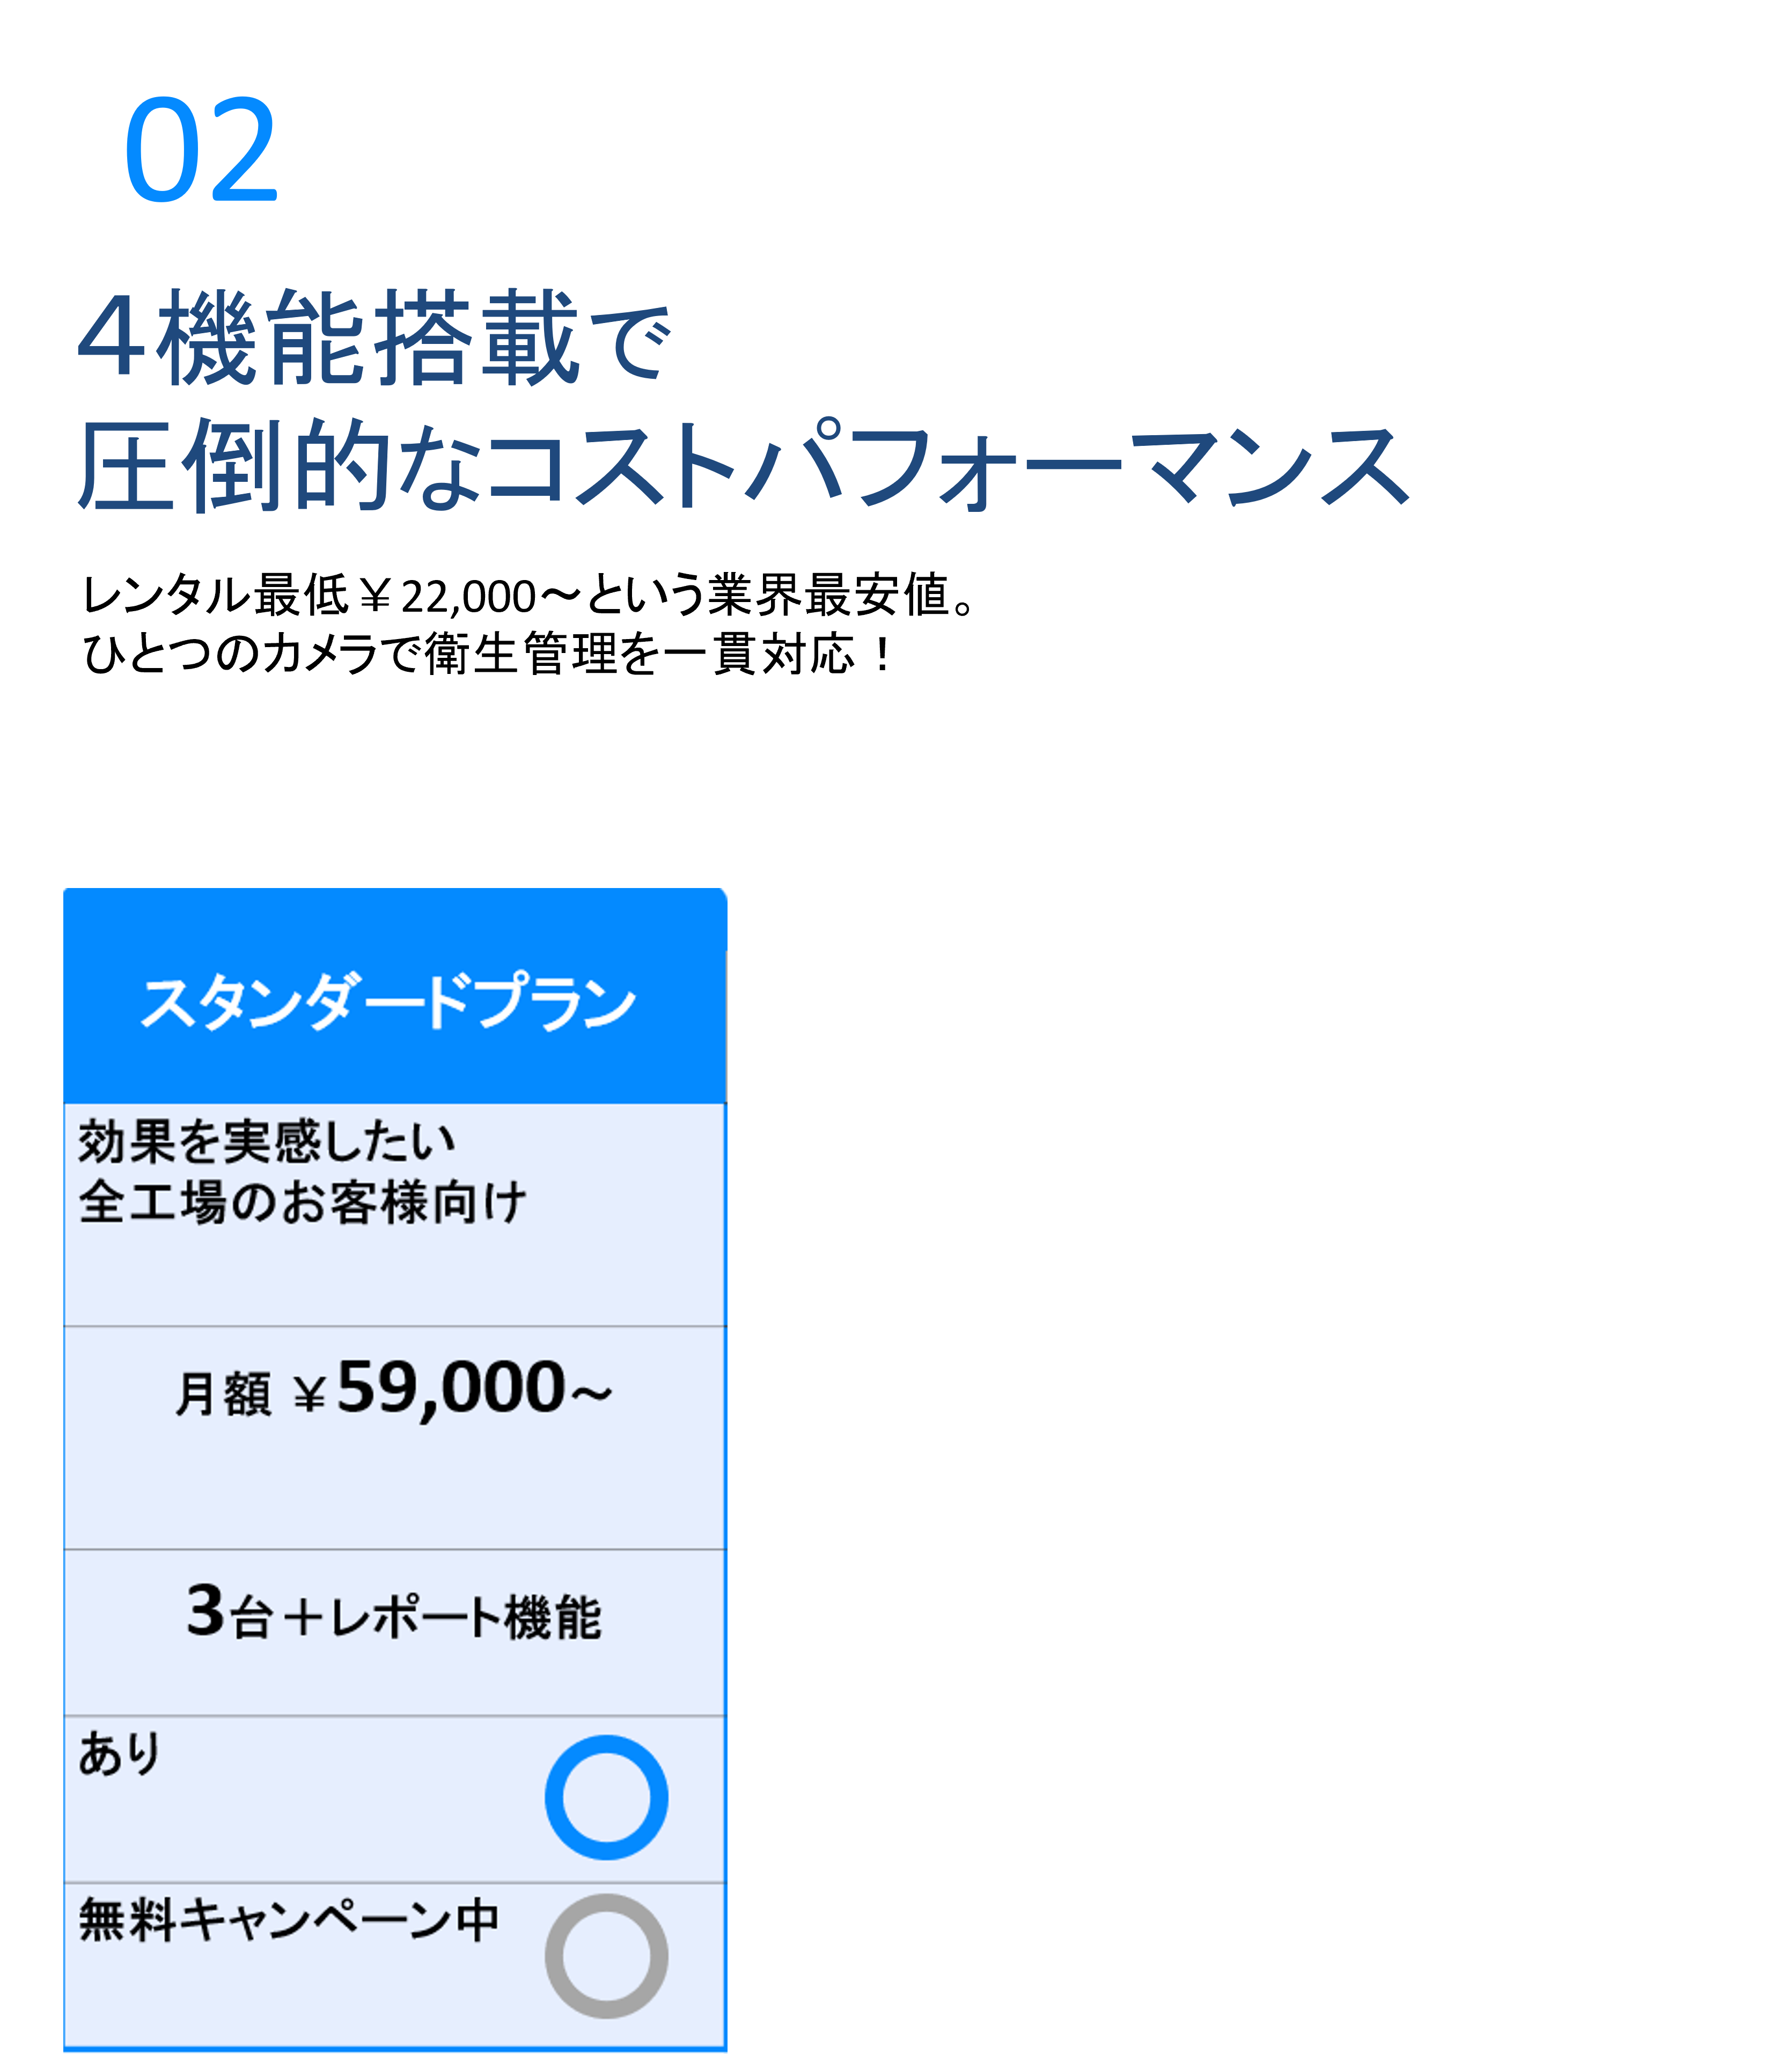 02
４機能搭載で
圧倒的なコストパフォーマンス
レンタル最低￥22,000～という業界最安値。
ひとつのカメラで衛生管理を一貫対応！
スタンダードプラン
効果を実感したい
全工場のお客様向け
月額 ￥59,000～
3台＋レポート機能
あり
無料キャンペーン中